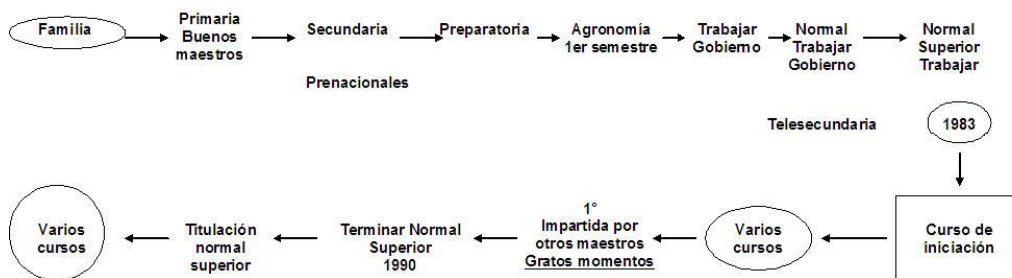 Familia
Primaria
Buenos
maestros
Secundaria
Preparatoria
Agronomía
1er semestre
Trabajar
Gobierno
Normal
Trabajar
Gobierno
Normal
Superior
Trabajar
Prenacionales
Telesecundaria
1983
Curso de
iniciación
Varios
cursos
1°
Impartida por
otros maestros
Gratos momentos
Terminar Normal
Superior
1990
Titulación
normal
superior
Varios
cursos